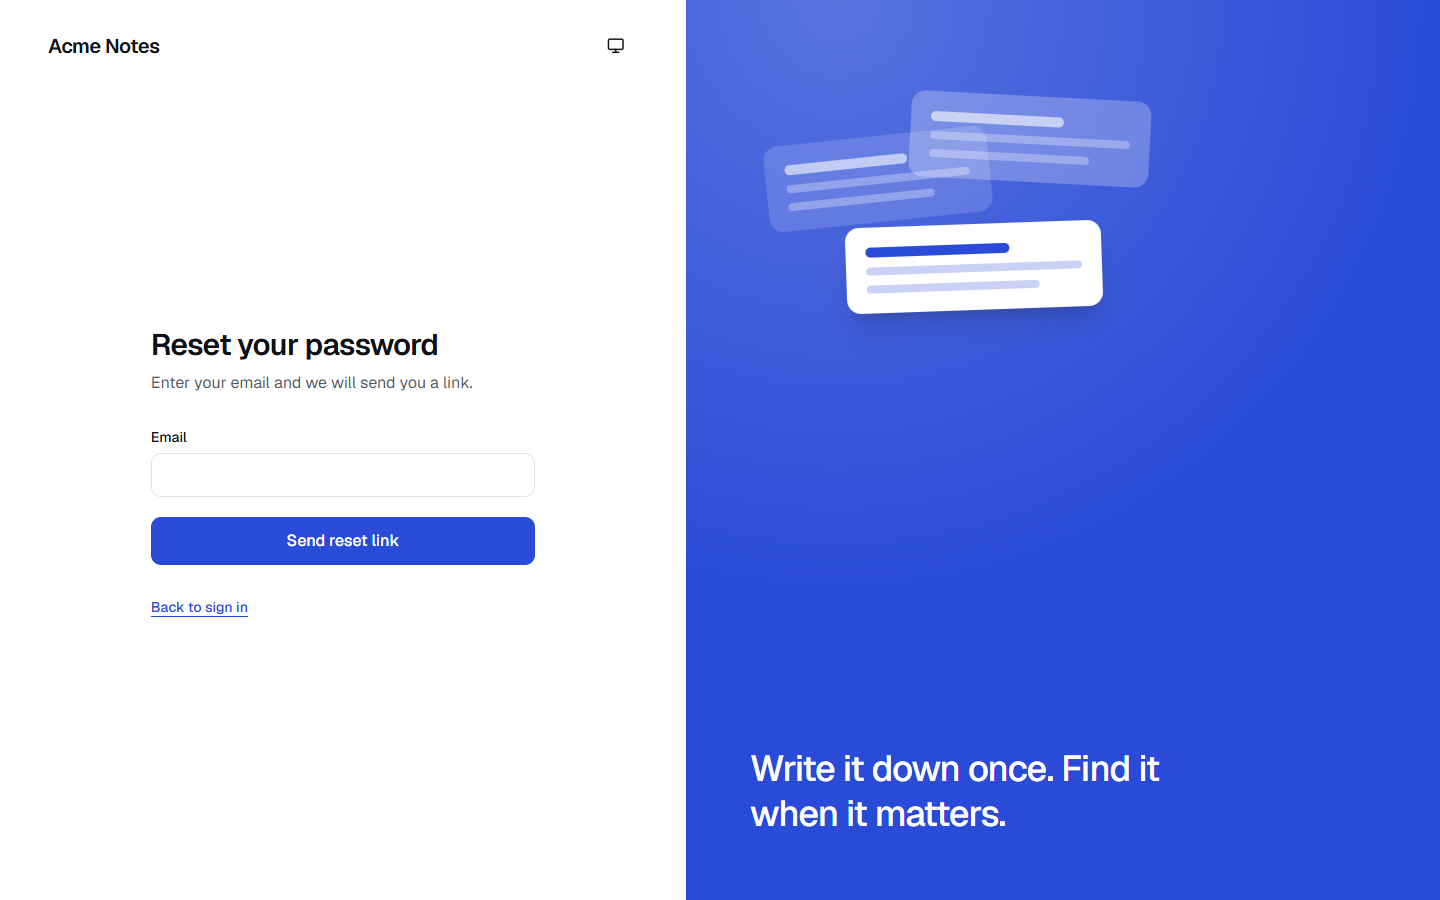 Acme Notes
Reset your password
Enter your email and we will send you a link.
Email
Send reset link
Back to sign in
Write it down once. Find it
when it matters.